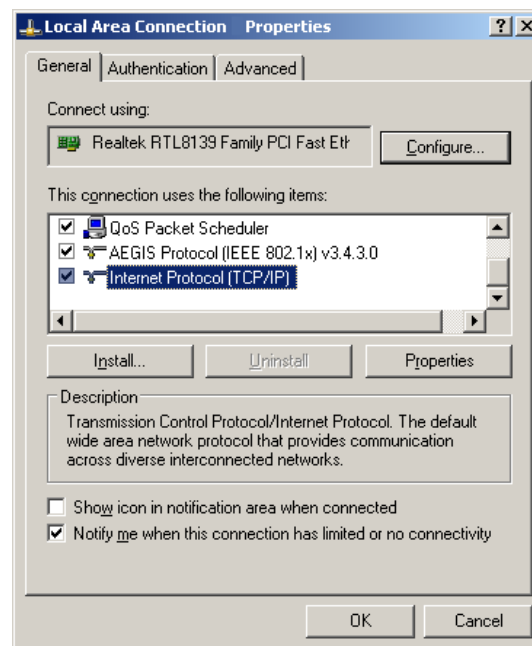 Local Area Connection Properties
General Authentication Advanced
Connect using:
Realtek RTL8139 Family PCI Fast Eth
Configure...
This connection uses the following items:
QoS Packet Scheduler
AEGIS Protocol (IEEE 802.1x) v3.4.3.0
Internet Protocol (TCP/IP)
Install... Uninstall Properties
Description
Transmission Control Protocol/Internet Protocol. The default
wide area network protocol that provides communication
across diverse interconnected networks.
Show icon in notification area when connected
Notify me when this connection has limited or no connectivity
OK Cancel